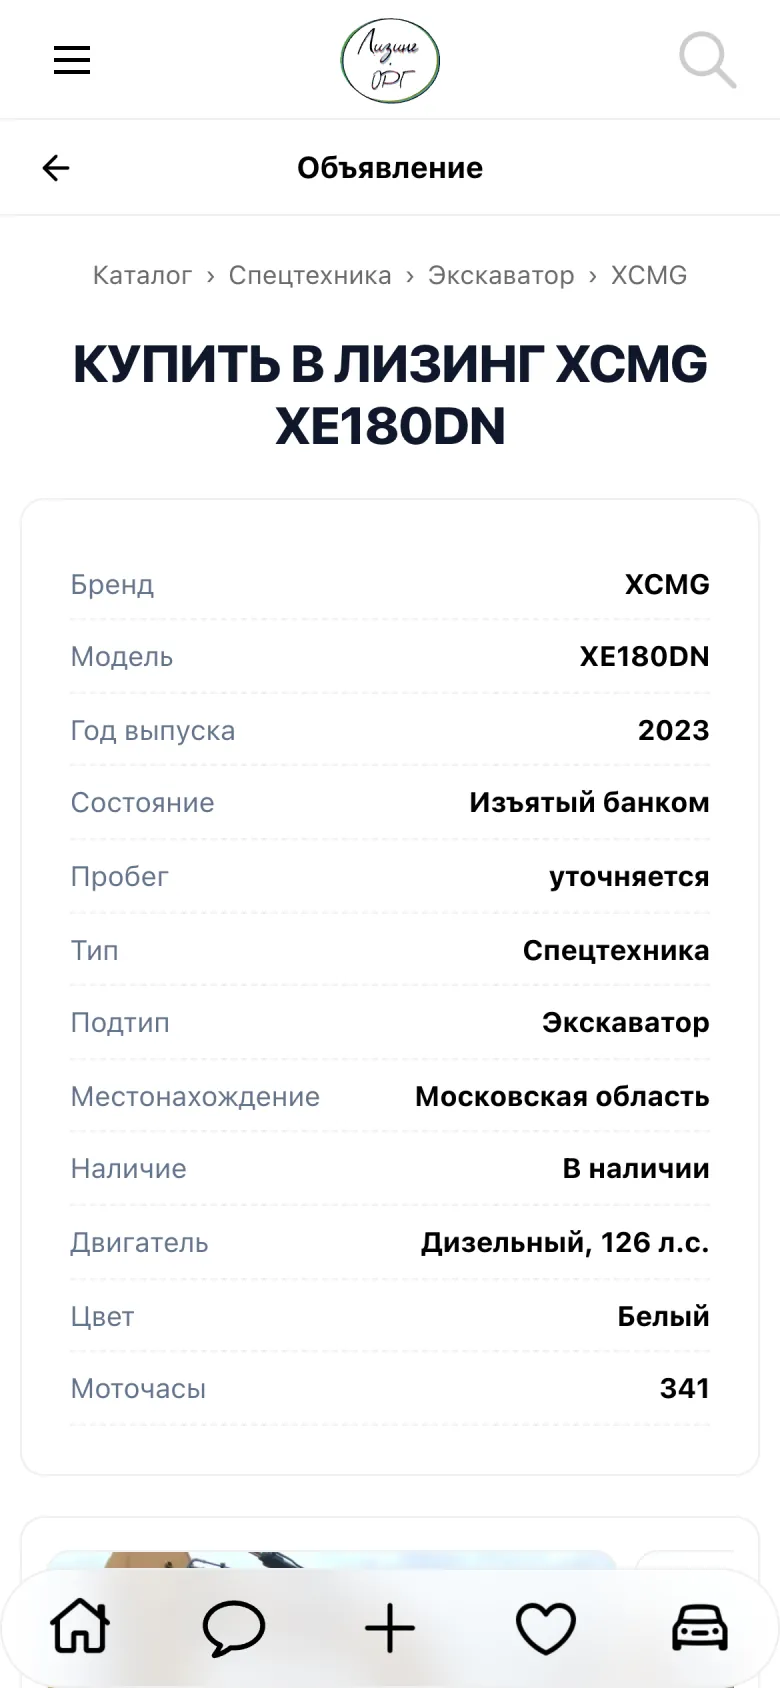 Лизинг
ОРГ
Объявление
Каталог › Спецтехника › Экскаватор › XCMG
КУПИТЬ В ЛИЗИНГ XCMG
XE180DN
Бренд XCMG
Модель XE180DN
Год выпуска 2023
Состояние Изъятый банком
Пробег уточняется
Тип Спецтехника
Подтип Экскаватор
Местонахождение Московская область
Наличие В наличии
Двигатель Дизельный, 126 л.с.
Цвет Белый
Моточасы 341